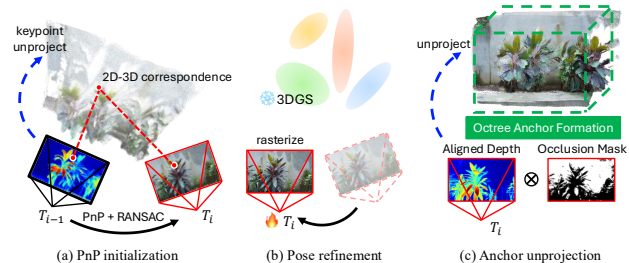 keypoint
unproject
2D-3D correspondence
T_{i−1}
PnP + RANSAC
T_i
(a) PnP initialization
3DGS
rasterize
T_i
(b) Pose refinement
unproject
Octree Anchor Formation
Aligned Depth
Occlusion Mask
T_i
(c) Anchor unprojection